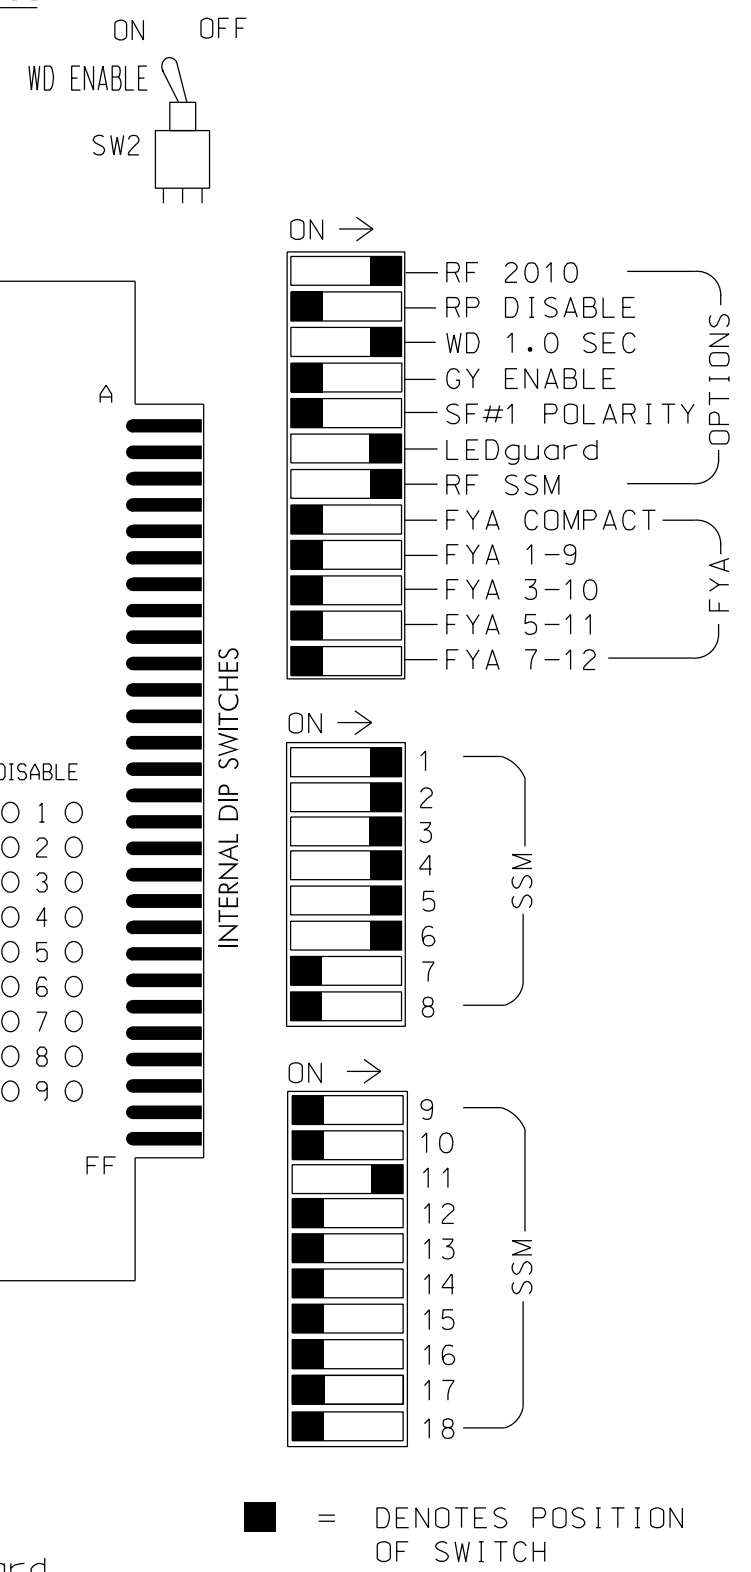 ON OFF
WD ENABLE
SW2
ON
RF 2010
RP DISABLE
WD 1.0 SEC
GY ENABLE
SF#1 POLARITY
LEDguard
RF SSM
OPTIONS
FYA COMPACT
FYA 1-9
FYA 3-10
FYA 5-11
FYA 7-12
FYA
A
FF
INTERNAL DIP SWITCHES
DISABLE
1
2
3
4
5
6
7
8
9
ON
1
2
3
4
5
6
7
8
SSM
ON
9
10
11
12
13
14
15
16
17
18
SSM
= DENOTES POSITION
OF SWITCH